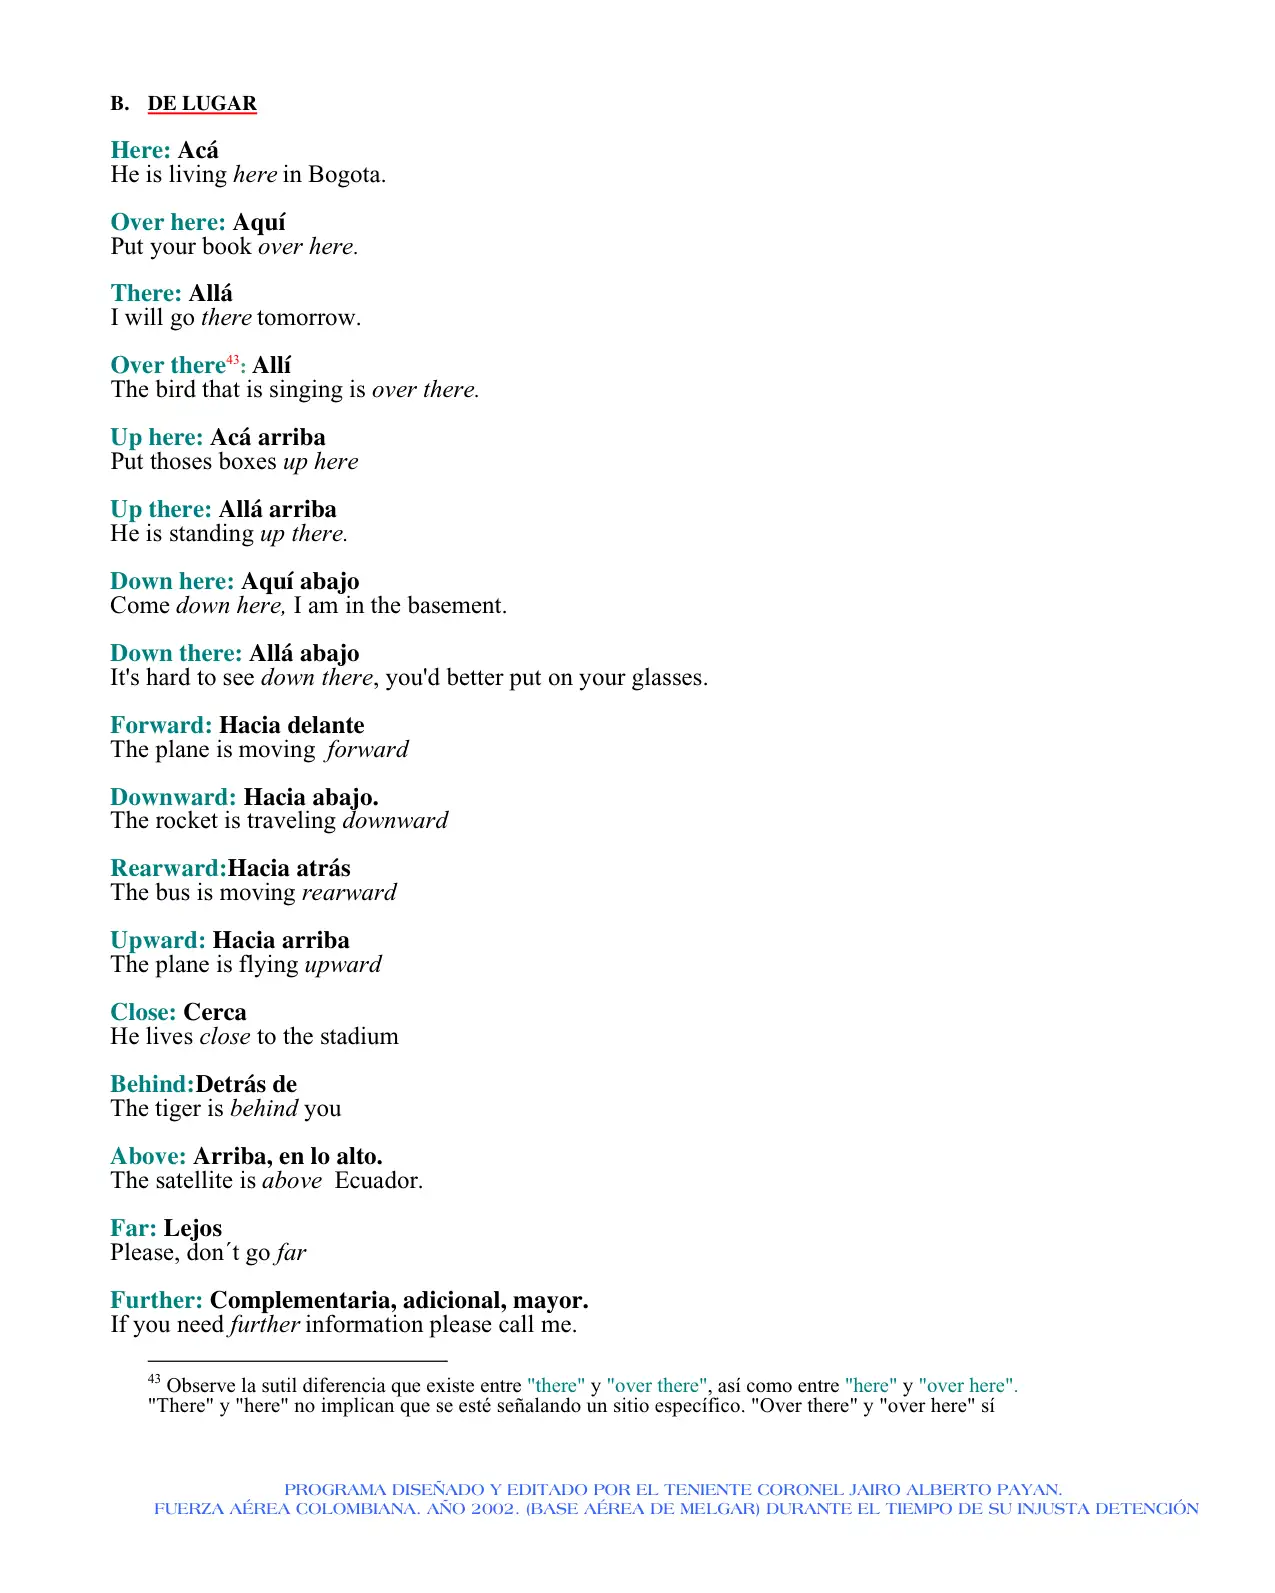 B. DE LUGAR
Here: Acá
He is living here in Bogota.
Over here: Aquí
Put your book over here.
There: Allá
I will go there tomorrow.
Over there43: Allí
The bird that is singing is over there.
Up here: Acá arriba
Put thoses boxes up here
Up there: Allá arriba
He is standing up there.
Down here: Aquí abajo
Come down here, I am in the basement.
Down there: Allá abajo
It's hard to see down there, you'd better put on your glasses.
Forward: Hacia delante
The plane is moving forward
Downward: Hacia abajo.
The rocket is traveling downward
Rearward:Hacia atrás
The bus is moving rearward
Upward: Hacia arriba
The plane is flying upward
Close: Cerca
He lives close to the stadium
Behind:Detrás de
The tiger is behind you
Above: Arriba, en lo alto.
The satellite is above Ecuador.
Far: Lejos
Please, don´t go far
Further: Complementaria, adicional, mayor.
If you need further information please call me.
43 Observe la sutil diferencia que existe entre "there" y "over there", así como entre "here" y "over here".
"There" y "here" no implican que se esté señalando un sitio específico. "Over there" y "over here" sí
PROGRAMA DISEÑADO Y EDITADO POR EL TENIENTE CORONEL JAIRO ALBERTO PAYAN.
FUERZA AÉREA COLOMBIANA. AÑO 2002. (BASE AÉREA DE MELGAR) DURANTE EL TIEMPO DE SU INJUSTA DETENCIÓN